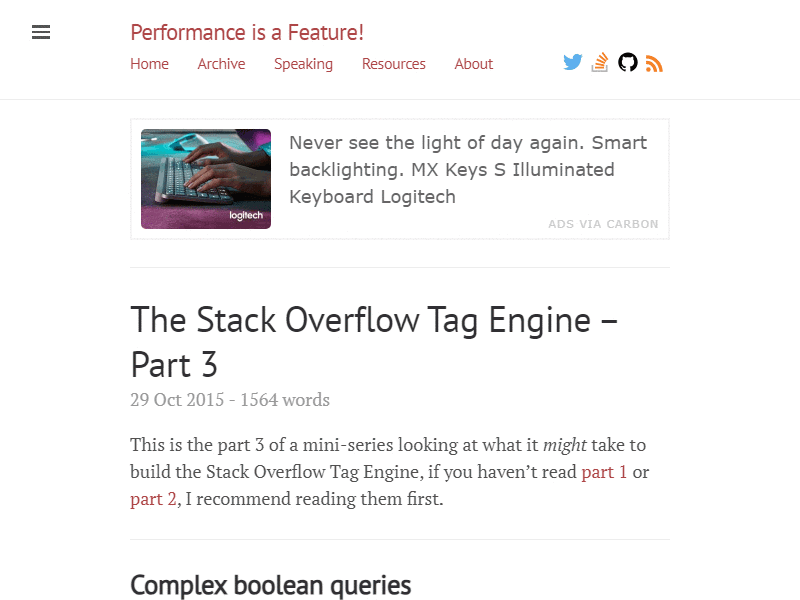 Performance is a Feature!
Home Archive Speaking Resources About
Never see the light of day again. Smart
backlighting. MX Keys S Illuminated
Keyboard Logitech
logitech
ADS VIA CARBON
The Stack Overflow Tag Engine –
Part 3
29 Oct 2015 - 1564 words
This is the part 3 of a mini-series looking at what it might take to
build the Stack Overflow Tag Engine, if you haven’t read part 1 or
part 2, I recommend reading them first.
Complex boolean queries